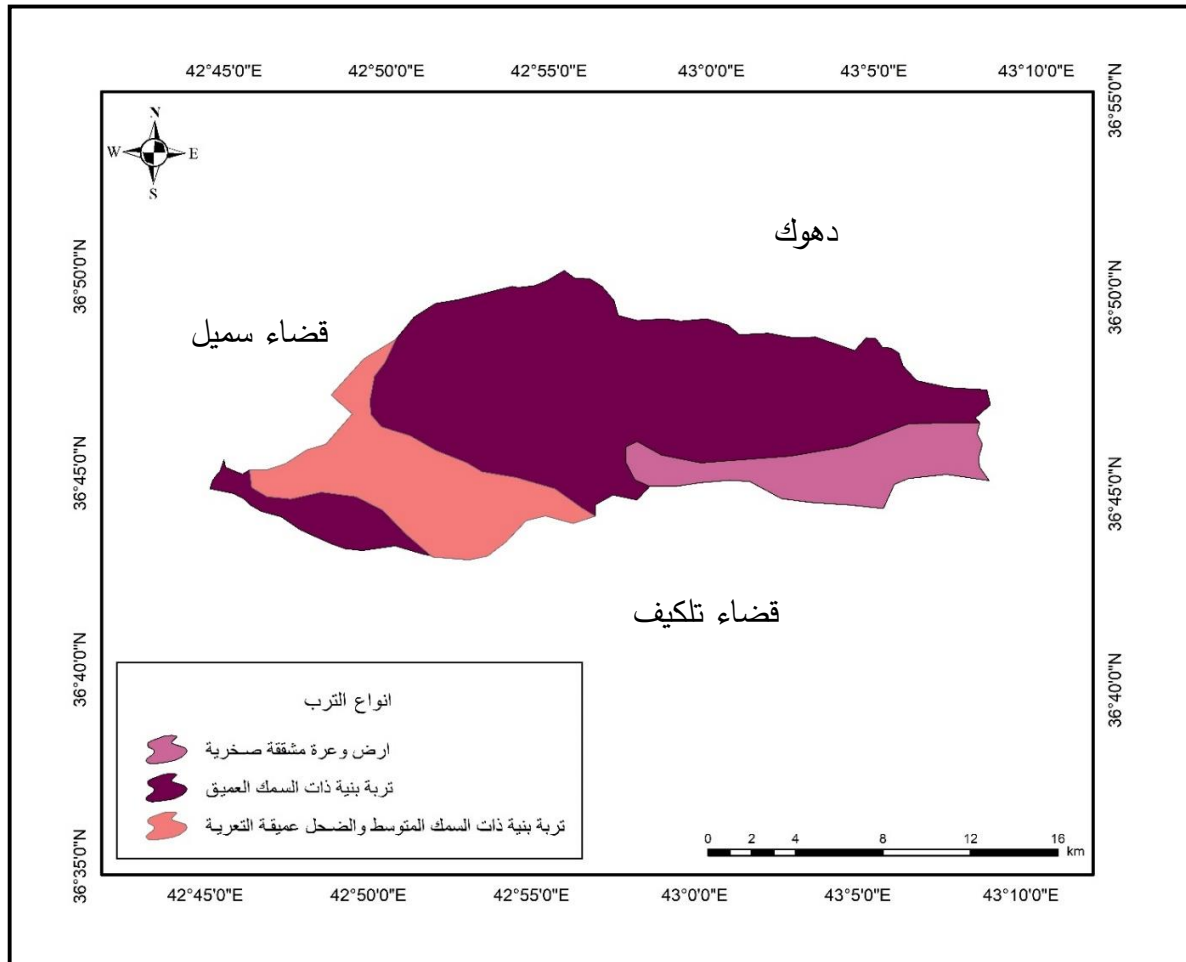 42°45'0"E 42°50'0"E 42°55'0"E 43°0'0"E 43°5'0"E 43°10'0"E
36°55'0"N
N
W E
S
دهوك
36°50'0"N 36°50'0"N
قضاء سميل
36°45'0"N 36°45'0"N
قضاء تلكيف
36°40'0"N 36°40'0"N
انواع الترب
ارض وعرة مشققة صخرية
تربة بنية ذات السمك العميق
تربة بنية ذات السمك المتوسط والضحل عميقة التعرية
0 2 4 8 12 16
km
36°35'0"N
42°45'0"E 42°50'0"E 42°55'0"E 43°0'0"E 43°5'0"E 43°10'0"E